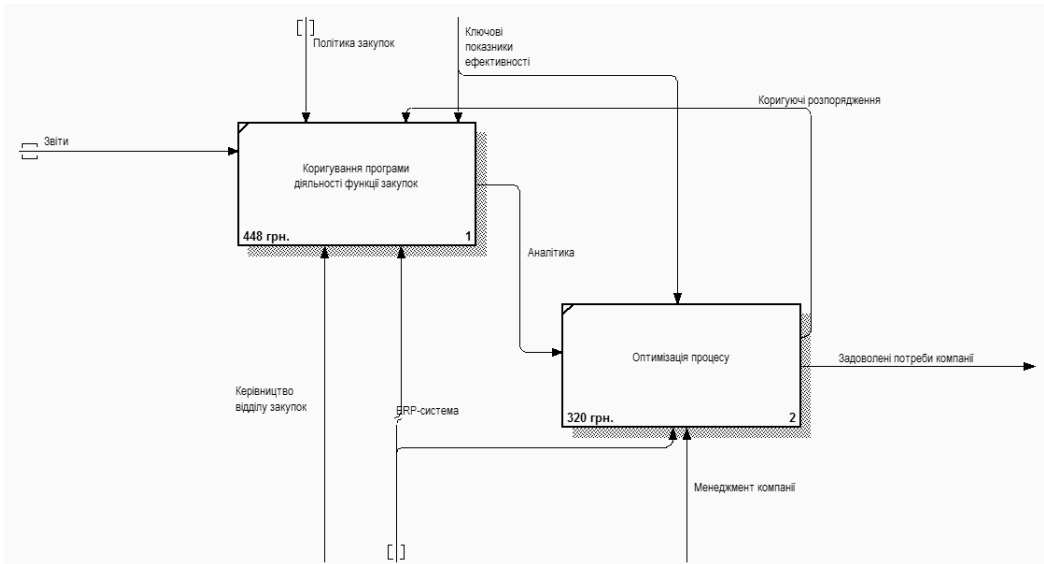 Політика закупок
Ключові
показники
ефективності
Коригуючі розпорядження
Звіти
Коригування програми
діяльності функції закупок
448 грн.
1
Аналітика
Оптимізація процесу
Задоволені потреби компанії
320 грн.
2
Керівництво
відділу закупок
ERP-система
Менеджмент компанії